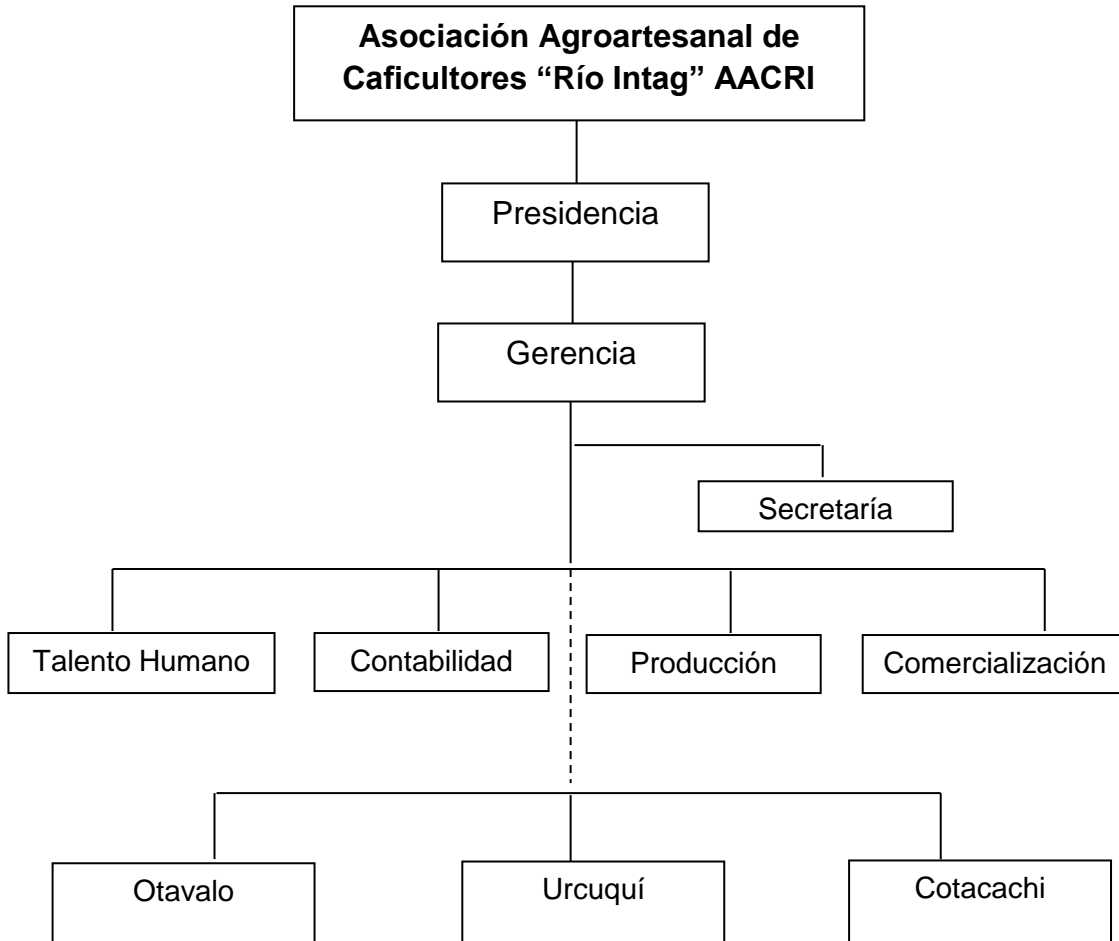 Asociación Agroartesanal de
Caficultores “Río Intag” AACRI
Presidencia
Gerencia
Secretaría
Talento Humano
Contabilidad
Producción
Comercialización
Otavalo
Urcuquí
Cotacachi